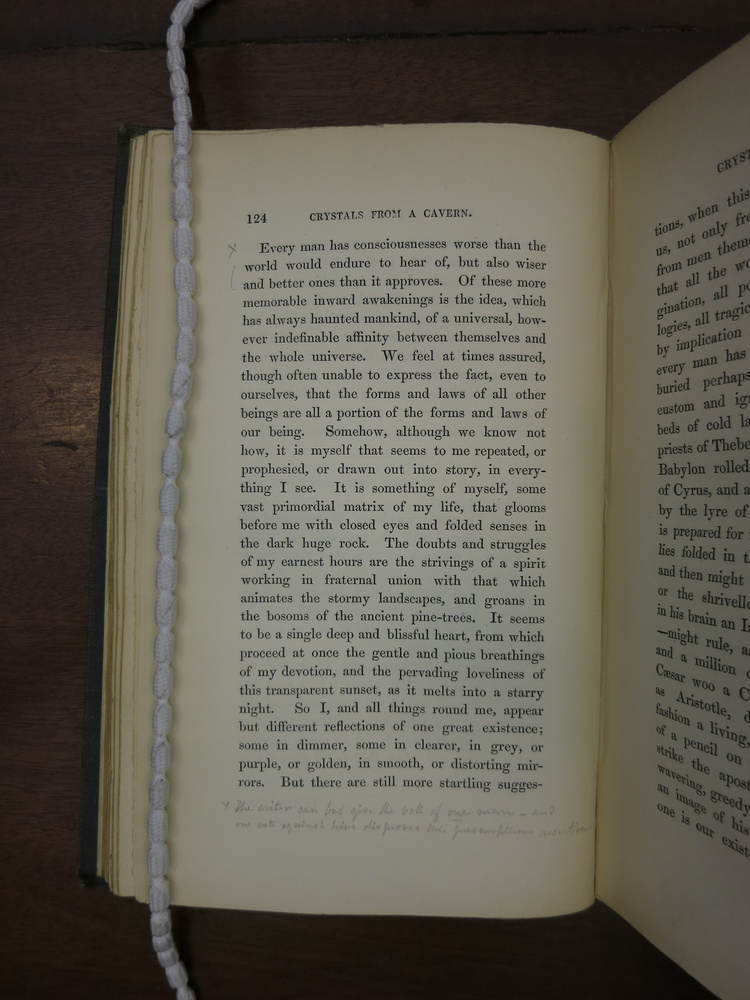 124 CRYSTALS FROM A CAVERN.
Every man has consciousnesses worse than the
world would endure to hear of, but also wiser
and better ones than it approves. Of these more
memorable inward awakenings is the idea, which
has always haunted mankind, of a universal, how-
ever indefinable affinity between themselves and
the whole universe. We feel at times assured,
though often unable to express the fact, even to
ourselves, that the forms and laws of all other
beings are all a portion of the forms and laws of
our being. Somehow, although we know not
how, it is myself that seems to me repeated, or
prophesied, or drawn out into story, in every-
thing I see. It is something of myself, some
vast primordial matrix of my life, that glooms
before me with closed eyes and folded senses in
the dark huge rock. The doubts and struggles
of my earnest hours are the strivings of a spirit
working in fraternal union with that which
animates the stormy landscapes, and groans in
the bosoms of the ancient pine-trees. It seems
to be a single deep and blissful heart, from which
proceed at once the gentle and pious breathings
of my devotion, and the pervading loveliness of
this transparent sunset, as it melts into a starry
night. So I, and all things round me, appear
but different reflections of one great existence;
some in dimmer, some in clearer, in grey, or
purple, or golden, in smooth, or distorting mir-
rors. But there are still more startling sugges-
x The writer can but give the vote of one man – and
one vote against him disproves this presumptuous
CRYST
tions, when this
us, not only fro
from men them
that all the wo
gination, all po
logies, all tragic
by implication
every man has
buried perhaps
custom and ig
beds of cold la
priests of Thebe
Babylon rolled
of Cyrus, and a
by the lyre of
is prepared for
lies folded in t
and then might
or the shrivelle
in his brain an I
—might rule, a
and a million
Cæsar woo a C
as Aristotle, d
fashion a living,
of a pencil on
strike the apost
wavering, greedy
an image of his
one is our exist